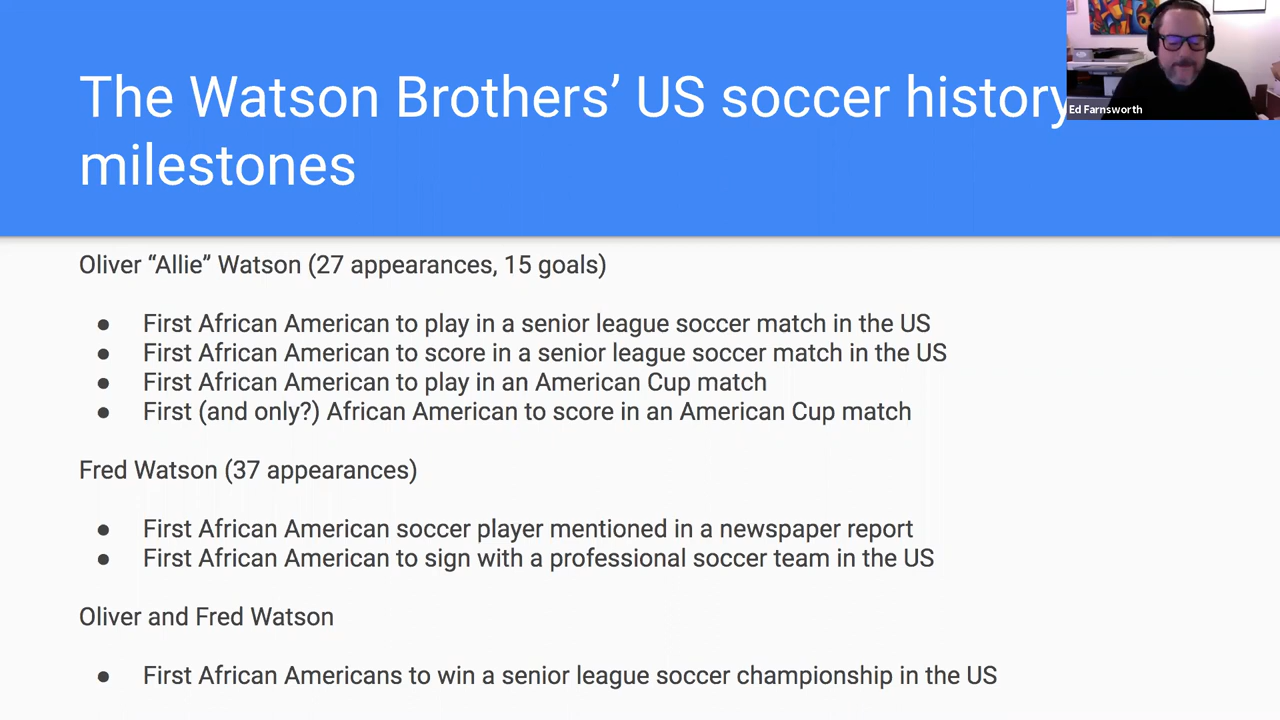 The Watson Brothers’ US soccer history
milestones
Ed Farnsworth
Oliver “Allie” Watson (27 appearances, 15 goals)
● First African American to play in a senior league soccer match in the US
● First African American to score in a senior league soccer match in the US
● First African American to play in an American Cup match
● First (and only?) African American to score in an American Cup match
Fred Watson (37 appearances)
● First African American soccer player mentioned in a newspaper report
● First African American to sign with a professional soccer team in the US
Oliver and Fred Watson
● First African Americans to win a senior league soccer championship in the US